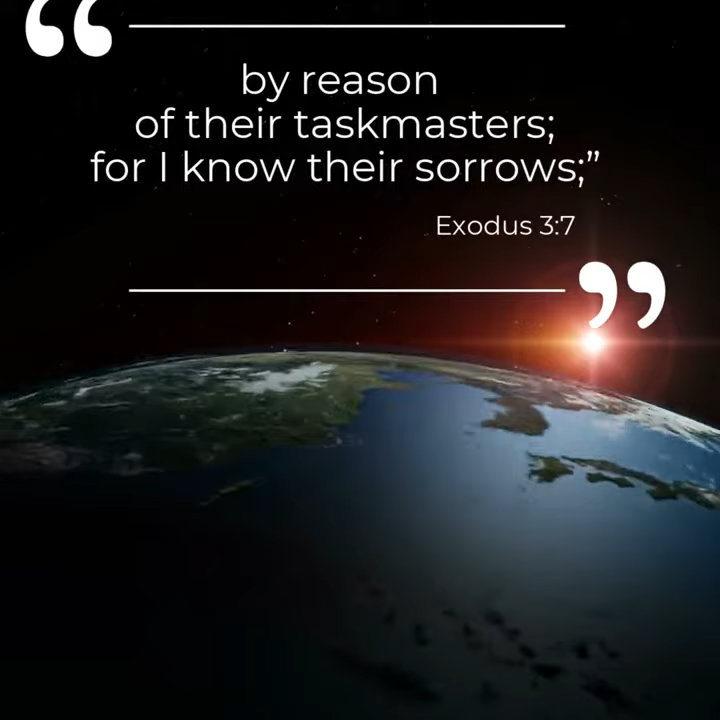 “
by reason
of their taskmasters;
for I know their sorrows;”
Exodus 3:7
”